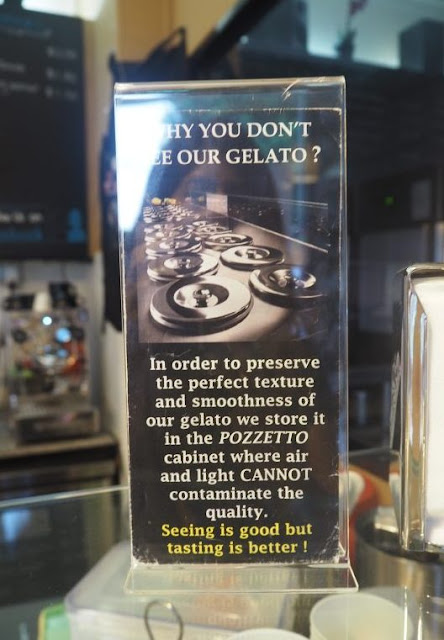 WHY YOU DON'T
SEE OUR GELATO ?
In order to preserve
the perfect texture
and smoothness of
our gelato we store it
in the POZZETTO
cabinet where air
and light CANNOT
contaminate the
quality.
Seeing is good but
tasting is better !